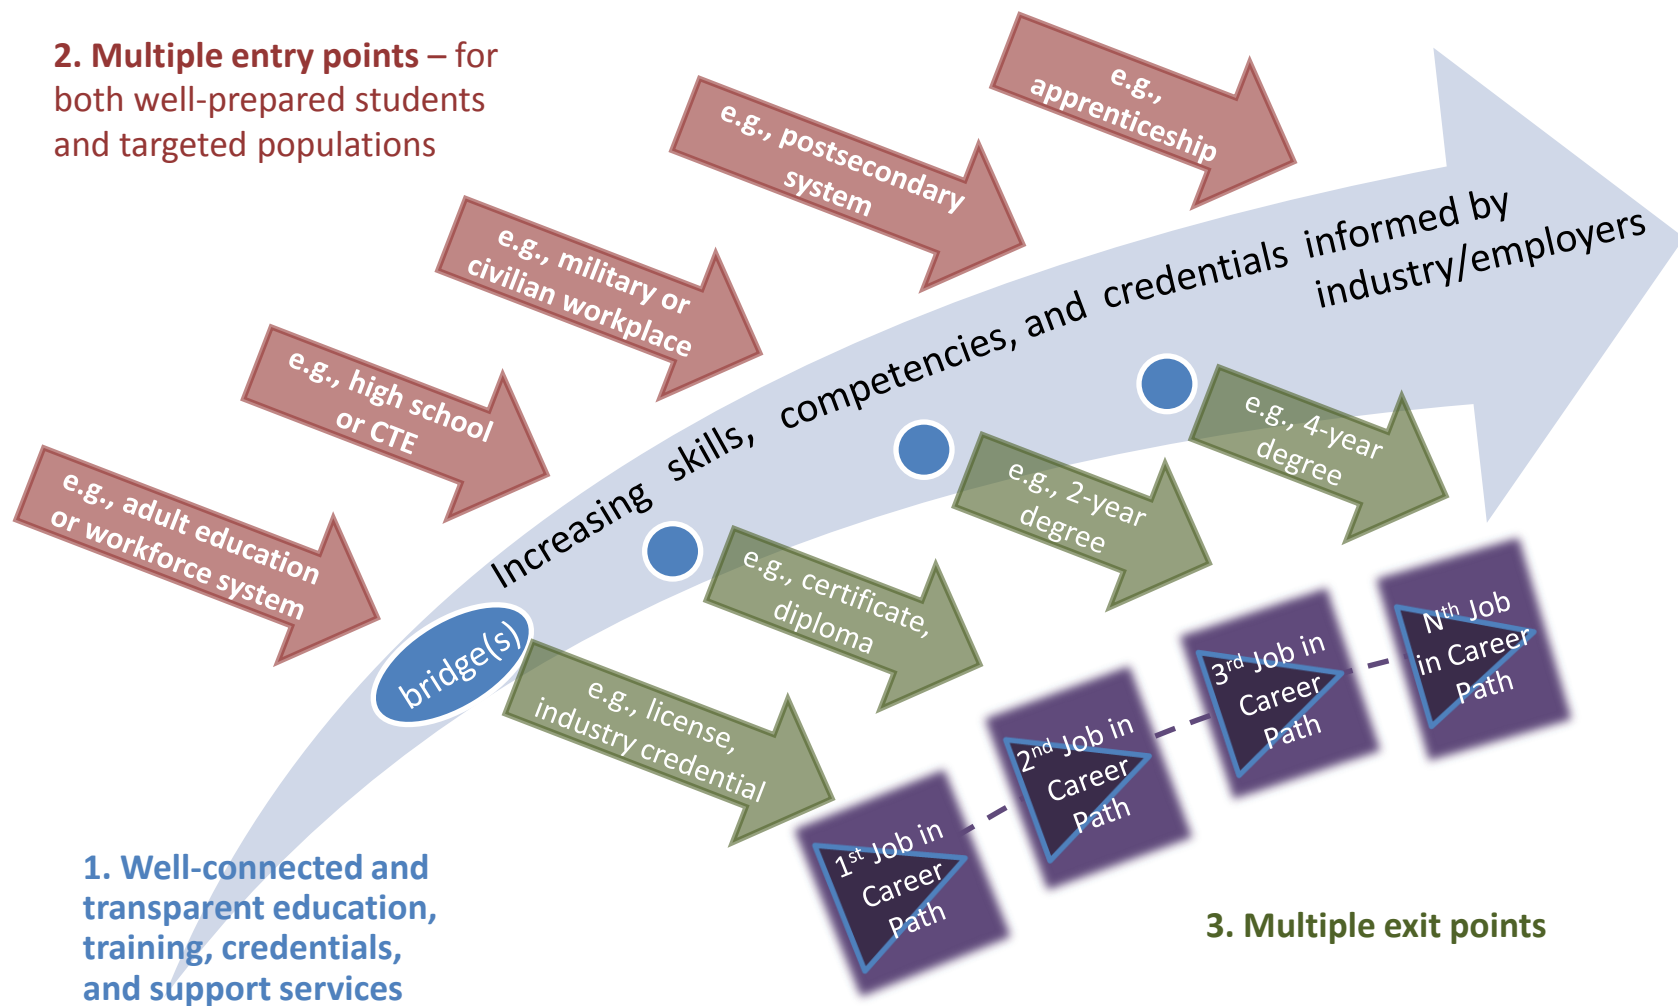 2. Multiple entry points – for
both well-prepared students
and targeted populations
e.g.,
apprenticeship
e.g., postsecondary
system
e.g., military or
civilian workplace
e.g., high school
or CTE
e.g., adult education
or workforce system
Increasing skills, competencies, and credentials informed by
industry/employers
bridge(s)
e.g., license,
industry credential
e.g., certificate,
diploma
e.g., 2-year
degree
e.g., 4-year
degree
1st Job in
Career
Path
2nd Job in
Career
Path
3rd Job in
Career
Path
Nth Job
in Career
Path
1. Well-connected and
transparent education,
training, credentials,
and support services
3. Multiple exit points